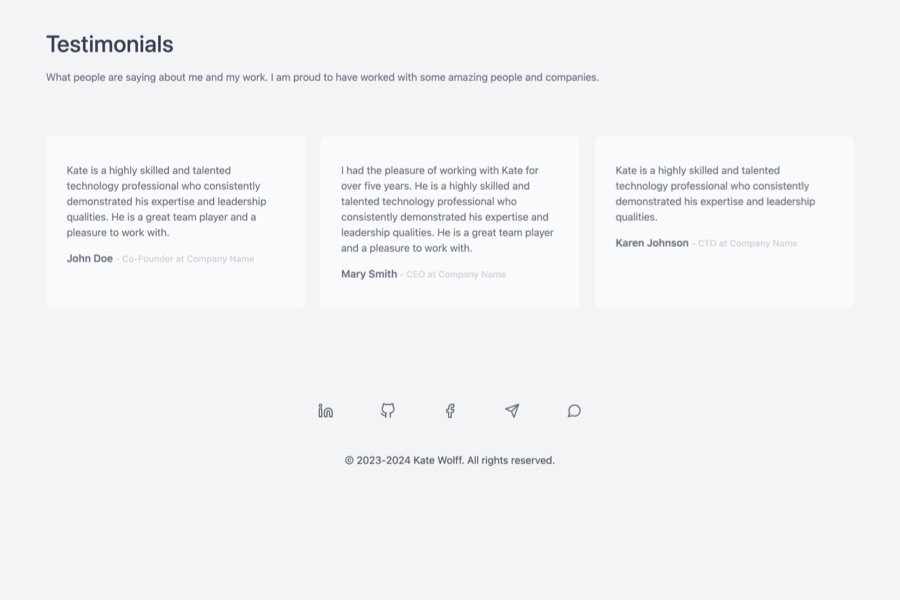 Testimonials
What people are saying about me and my work. I am proud to have worked with some amazing people and companies.
Kate is a highly skilled and talented
technology professional who consistently
demonstrated his expertise and leadership
qualities. He is a great team player and a
pleasure to work with.
John Doe - Co-Founder at Company Name
I had the pleasure of working with Kate for
over five years. He is a highly skilled and
talented technology professional who
consistently demonstrated his expertise and
leadership qualities. He is a great team player
and a pleasure to work with.
Mary Smith - CEO at Company Name
Kate is a highly skilled and talented
technology professional who consistently
demonstrated his expertise and leadership
qualities.
Karen Johnson - CTO at Company Name
© 2023-2024 Kate Wolff. All rights reserved.